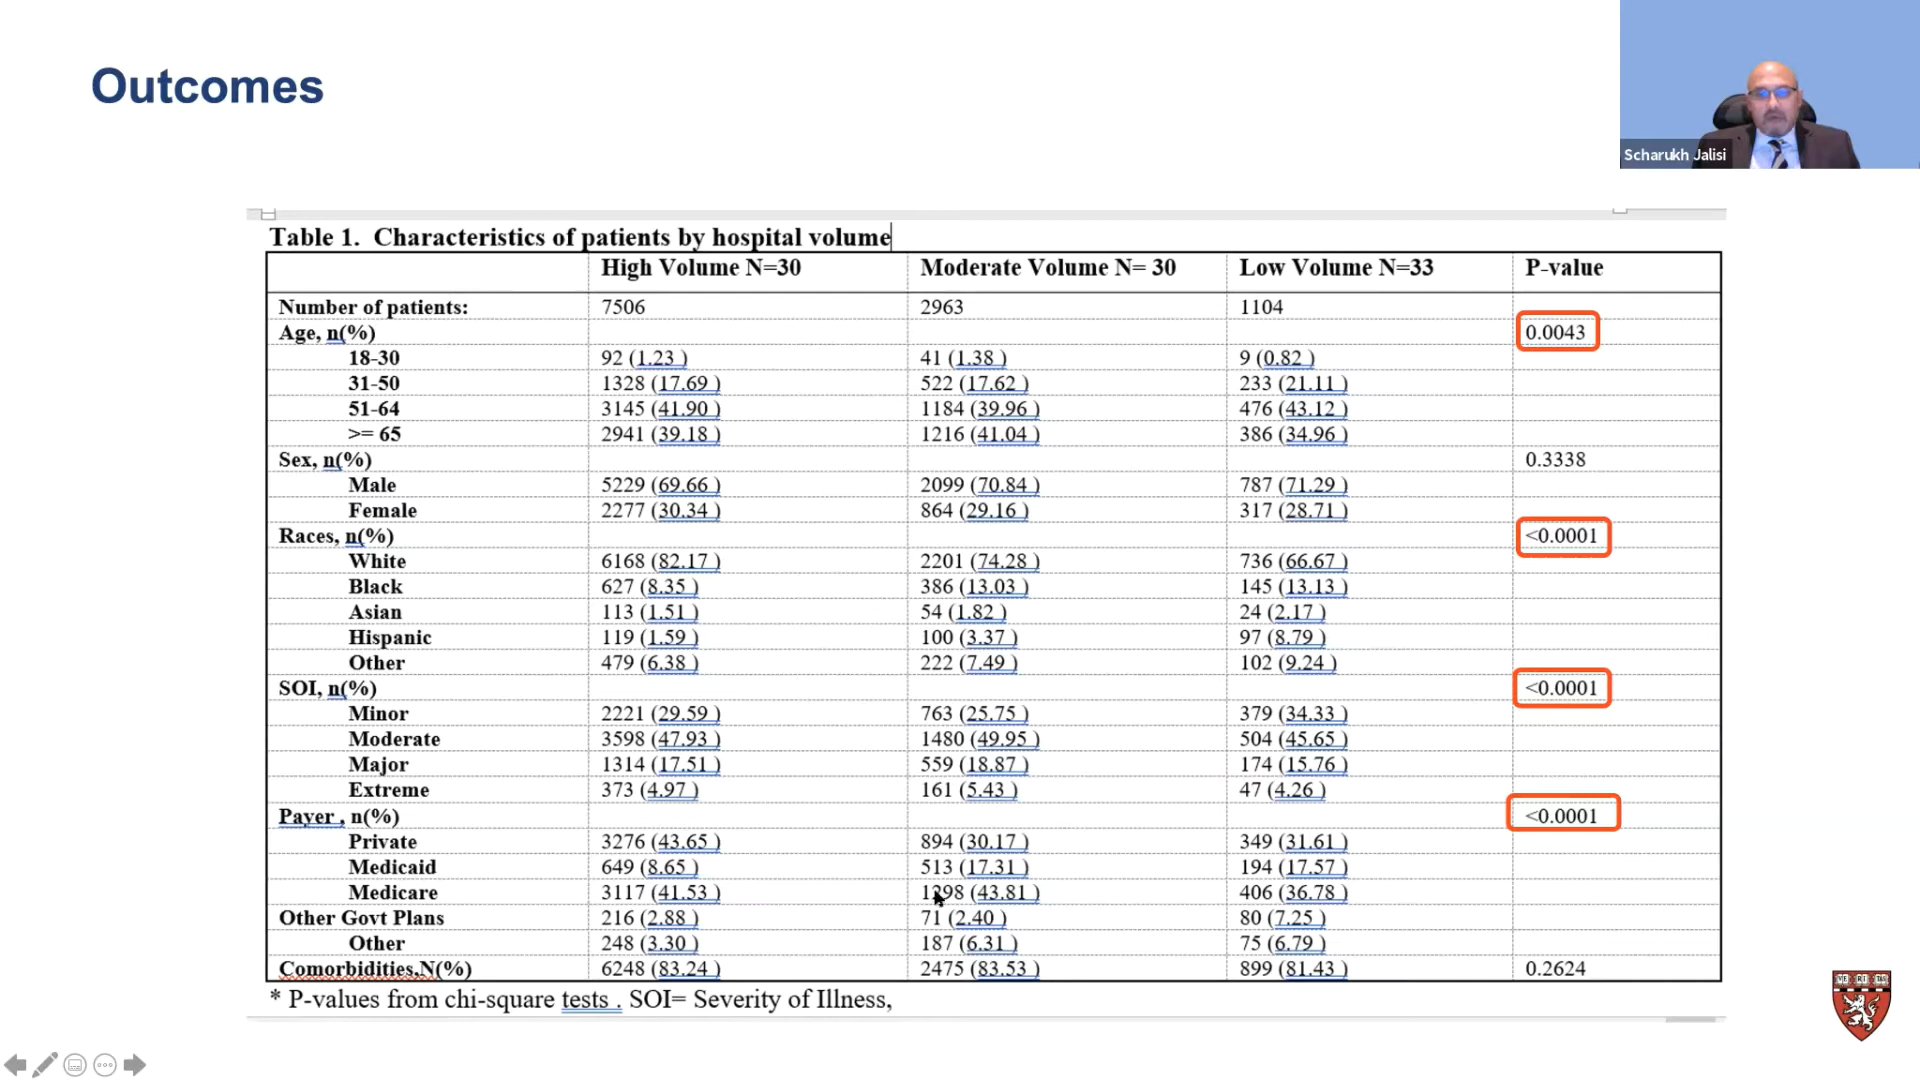 Outcomes
Scharukh Jalisi
Table 1. Characteristics of patients by hospital volume
High Volume N=30 Moderate Volume N= 30 Low Volume N=33 P-value
Number of patients: 7506 2963 1104
Age, n(%) 0.0043
18-30 92 (1.23 ) 41 (1.38 ) 9 (0.82 )
31-50 1328 (17.69 ) 522 (17.62 ) 233 (21.11 )
51-64 3145 (41.90 ) 1184 (39.96 ) 476 (43.12 )
>= 65 2941 (39.18 ) 1216 (41.04 ) 386 (34.96 )
Sex, n(%) 0.3338
Male 5229 (69.66 ) 2099 (70.84 ) 787 (71.29 )
Female 2277 (30.34 ) 864 (29.16 ) 317 (28.71 )
Races, n(%) <0.0001
White 6168 (82.17 ) 2201 (74.28 ) 736 (66.67 )
Black 627 (8.35 ) 386 (13.03 ) 145 (13.13 )
Asian 113 (1.51 ) 54 (1.82 ) 24 (2.17 )
Hispanic 119 (1.59 ) 100 (3.37 ) 97 (8.79 )
Other 479 (6.38 ) 222 (7.49 ) 102 (9.24 )
SOI, n(%) <0.0001
Minor 2221 (29.59 ) 763 (25.75 ) 379 (34.33 )
Moderate 3598 (47.93 ) 1480 (49.95 ) 504 (45.65 )
Major 1314 (17.51 ) 559 (18.87 ) 174 (15.76 )
Extreme 373 (4.97 ) 161 (5.43 ) 47 (4.26 )
Payer , n(%) <0.0001
Private 3276 (43.65 ) 894 (30.17 ) 349 (31.61 )
Medicaid 649 (8.65 ) 513 (17.31 ) 194 (17.57 )
Medicare 3117 (41.53 ) 1298 (43.81 ) 406 (36.78 )
Other Govt Plans 216 (2.88 ) 71 (2.40 ) 80 (7.25 )
Other 248 (3.30 ) 187 (6.31 ) 75 (6.79 )
Comorbidities,N(%) 6248 (83.24 ) 2475 (83.53 ) 899 (81.43 ) 0.2624
* P-values from chi-square tests . SOI= Severity of Illness,
VE RI TAS